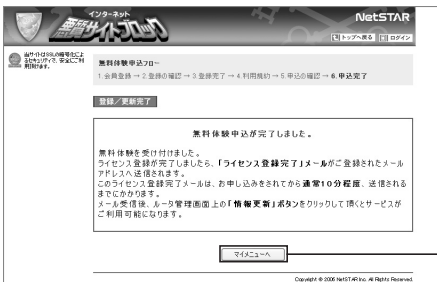 インターネット
悪質サイトブロック
NetSTAR
トップへ戻る ログイン
当サイトはSSLの暗号化によるセキュリティで、安全にご利用頂けます。
無料体験申込フロー
1.会員登録 → 2.登録の確認 → 3.登録完了 → 4.利用規約 → 5.申込の確認 → 6.申込完了
登録/更新完了
無料体験申込が完了しました。
無料体験を受け付けました。
ライセンス登録が完了しましたら、「ライセンス登録完了」メールがご登録されたメール
アドレスへ送信されます。
このライセンス登録完了メールは、お申し込みをされてから通常10分程度、送信される
までにかかります。
メール受信後、ルータ管理画面上の「情報更新」ボタンをクリックして頂くとサービスが
ご利用可能になります。
マイメニューへ
Copyright © 2005 NetSTAR Inc. All Rights Reserved.